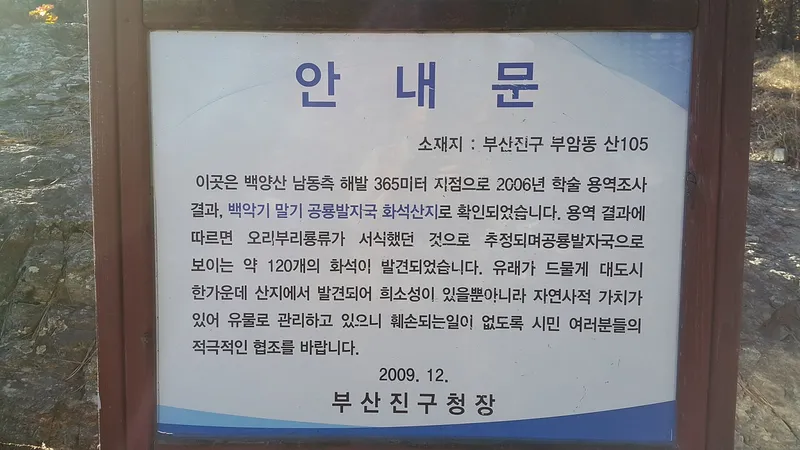 안 내 문
소재지 : 부산진구 부암동 산105
이곳은 백양산 남동측 해발 365미터 지점으로 2006년 학술 용역조사
결과, 백악기 말기 공룡발자국 화석산지로 확인되었습니다. 용역 결과에
따르면 오리부리룡류가 서식했던 것으로 추정되며공룡발자국으로
보이는 약 120개의 화석이 발견되었습니다. 유래가 드물게 대도시
한가운데 산지에서 발견되어 희소성이 있을뿐아니라 자연사적 가치가
있어 유물로 관리하고 있으니 훼손되는일이 없도록 시민 여러분들의
적극적인 협조를 바랍니다.
2009. 12.
부산진구청장